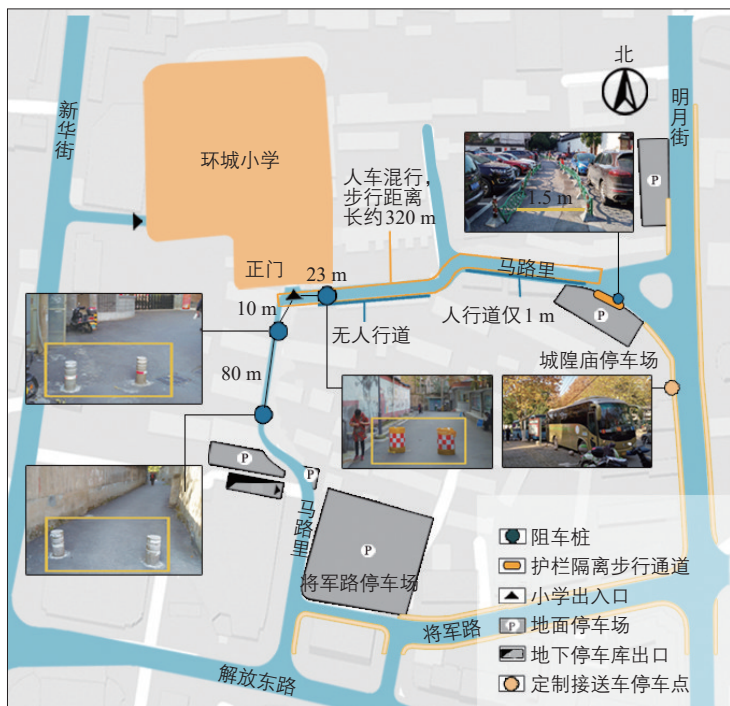 北
新华街
明月街
环城小学
人车混行，
步行距离
长约320 m
P
1.5 m
正门
23 m
马路里
10 m
无人行道
人行道仅1 m
P
城隍庙停车场
80 m
P
P
马路里
P
将军路停车场
将军路
解放东路
阻车桩
护栏隔离步行通道
小学出入口
P
地面停车场
地下停车库出口
定制接送车停车点